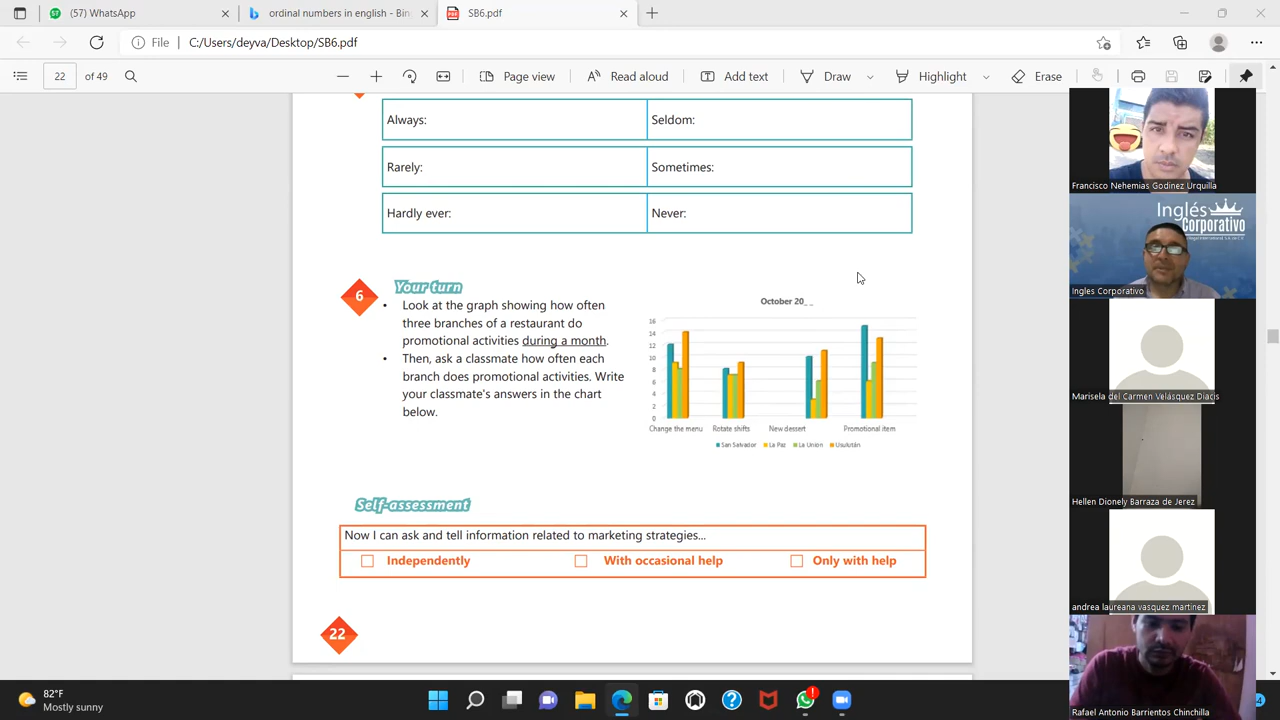 (57) WhatsApp
ordinal numbers in english - Bin
SB6.pdf
File
C:/Users/deyva/Desktop/SB6.pdf
22 of 49
Page view
Read aloud
Add text
Draw
Highlight
Erase
Always:
Seldom:
Rarely:
Sometimes:
Hardly ever:
Never:
6
Your turn
• Look at the graph showing how often
three branches of a restaurant do
promotional activities during a month.
• Then, ask a classmate how often each
branch does promotional activities. Write
your classmate's answers in the chart
below.
October 20_ _
16
14
12
10
8
6
4
2
0
Change the menu Rotate shifts New dessert Promotional item
San Salvador La Paz La Union Usulután
Self-assessment
Now I can ask and tell information related to marketing strategies...
Independently
With occasional help
Only with help
22
Francisco Nehemias Godinez Urquilla
Inglés
Corporativo
Ingles Corporativo
Marisela del Carmen Velásquez Diacis
Hellen Dionely Barraza de Jerez
andrea laureana vasquez martinez
Rafael Antonio Barrientos Chinchilla
82°F
Mostly sunny